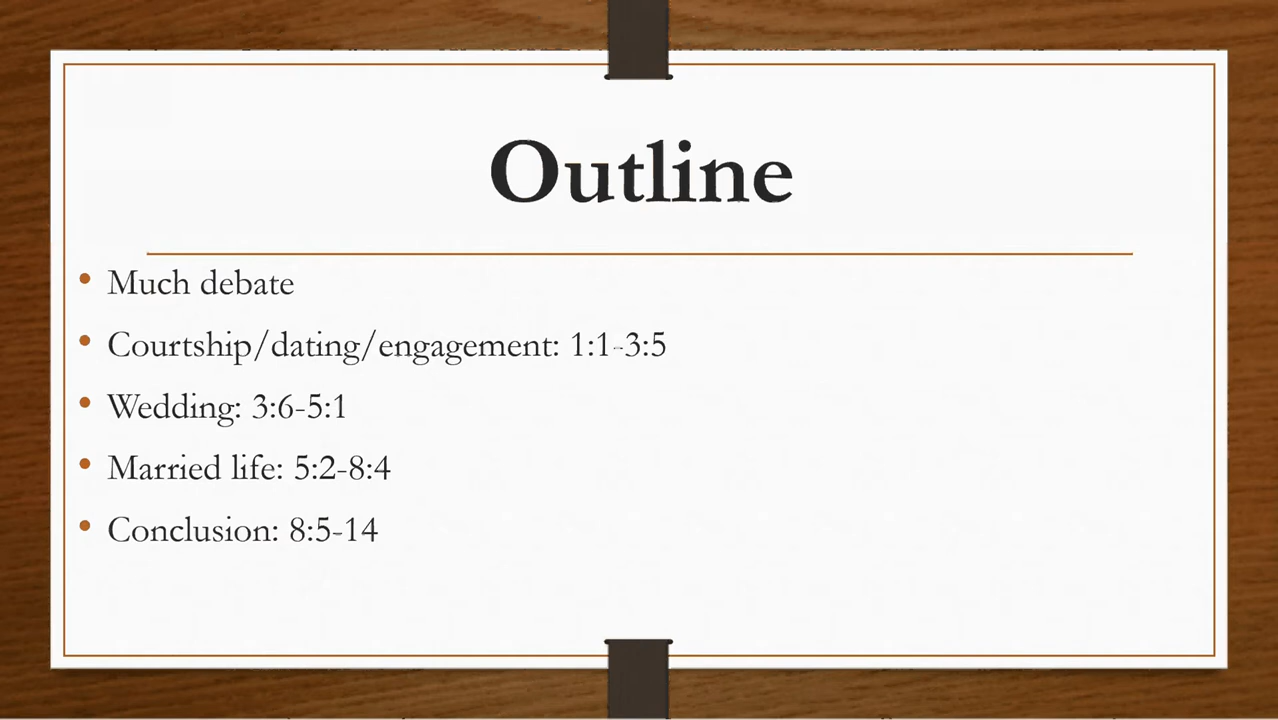 Outline
• Much debate
• Courtship/dating/engagement: 1:1-3:5
• Wedding: 3:6-5:1
• Married life: 5:2-8:4
• Conclusion: 8:5-14